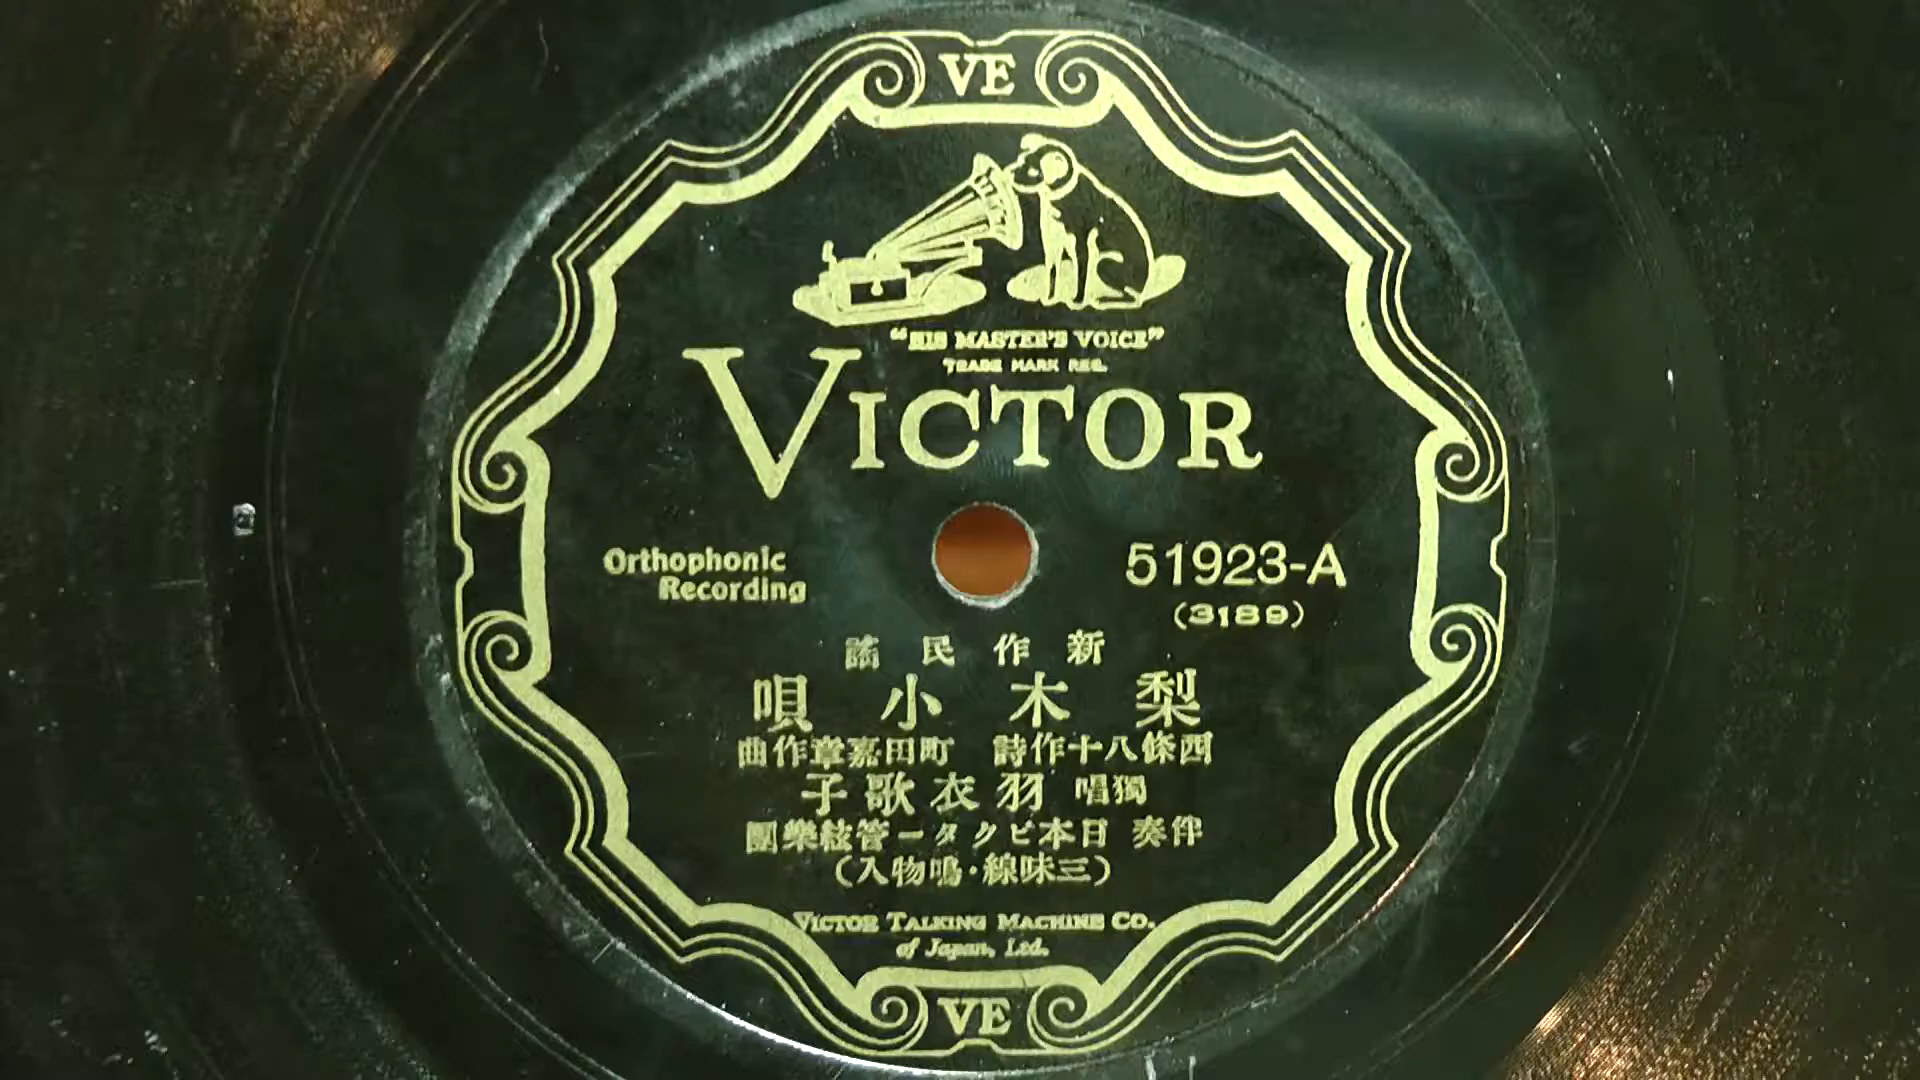 VE
"HIS MASTER'S VOICE"
TRADE MARK REG.
VICTOR
Orthophonic
Recording
51923-A
(3189)
新作民謠
梨木小唄
西條八十作詩 町田嘉章作曲
獨唱 羽衣歌子
伴奏 日本ビクター管絃樂團
(三味線・鳴物入)
VICTOR TALKING MACHINE CO.
of Japan, Ltd.
VE